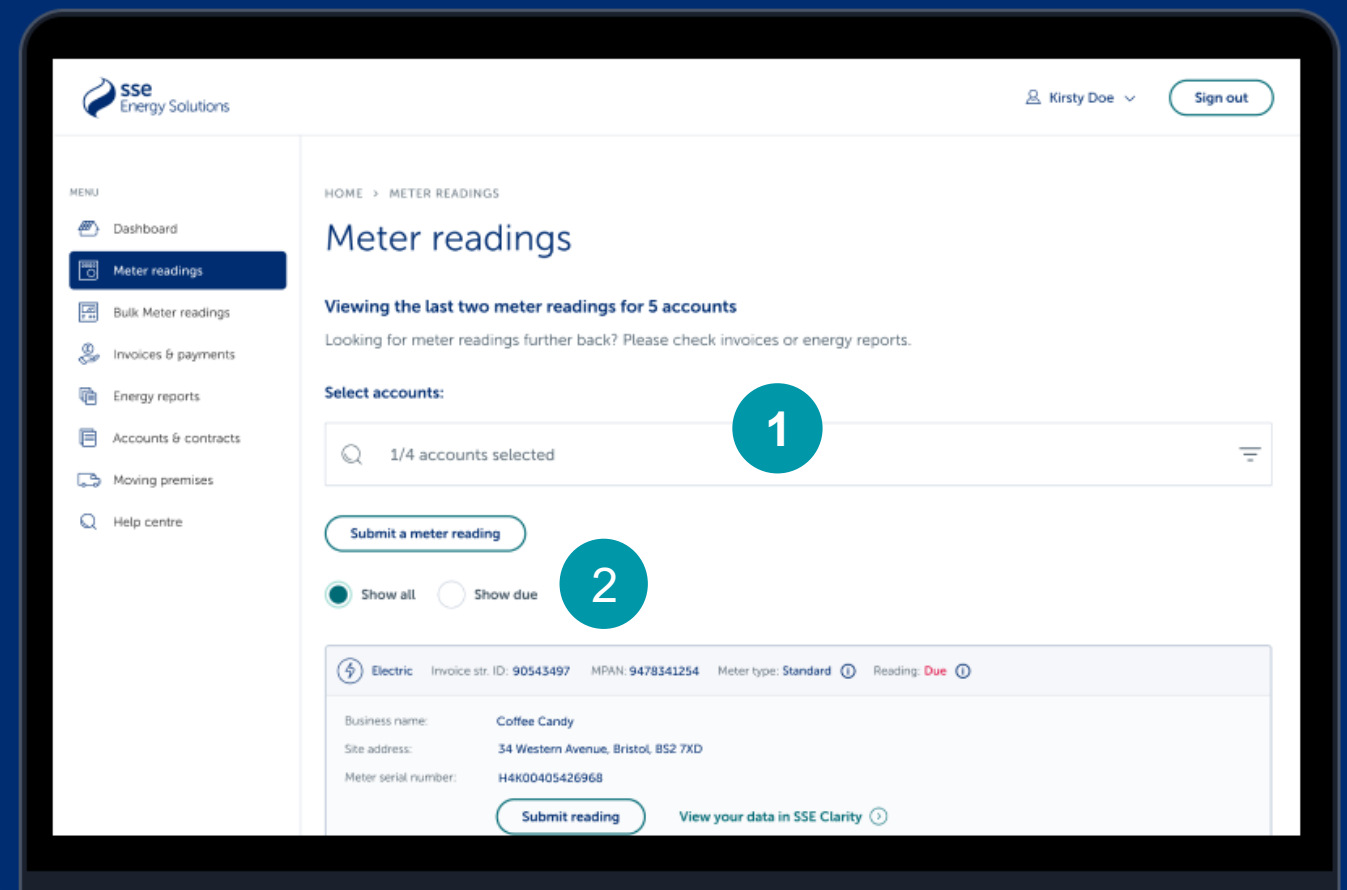 sse
Energy Solutions
Kirsty Doe
Sign out
MENU
Dashboard
Meter readings
Bulk Meter readings
Invoices & payments
Energy reports
Accounts & contracts
Moving premises
Help centre
HOME > METER READINGS
Meter readings
Viewing the last two meter readings for 5 accounts
Looking for meter readings further back? Please check invoices or energy reports.
Select accounts:
1
1/4 accounts selected
Submit a meter reading
2
Show all Show due
Electric Invoice str. ID: 90543497 MPAN: 9478341254 Meter type: Standard Reading: Due
Business name: Coffee Candy
Site address: 34 Western Avenue, Bristol, BS2 7XD
Meter serial number: H4K00405426968
Submit reading View your data in SSE Clarity